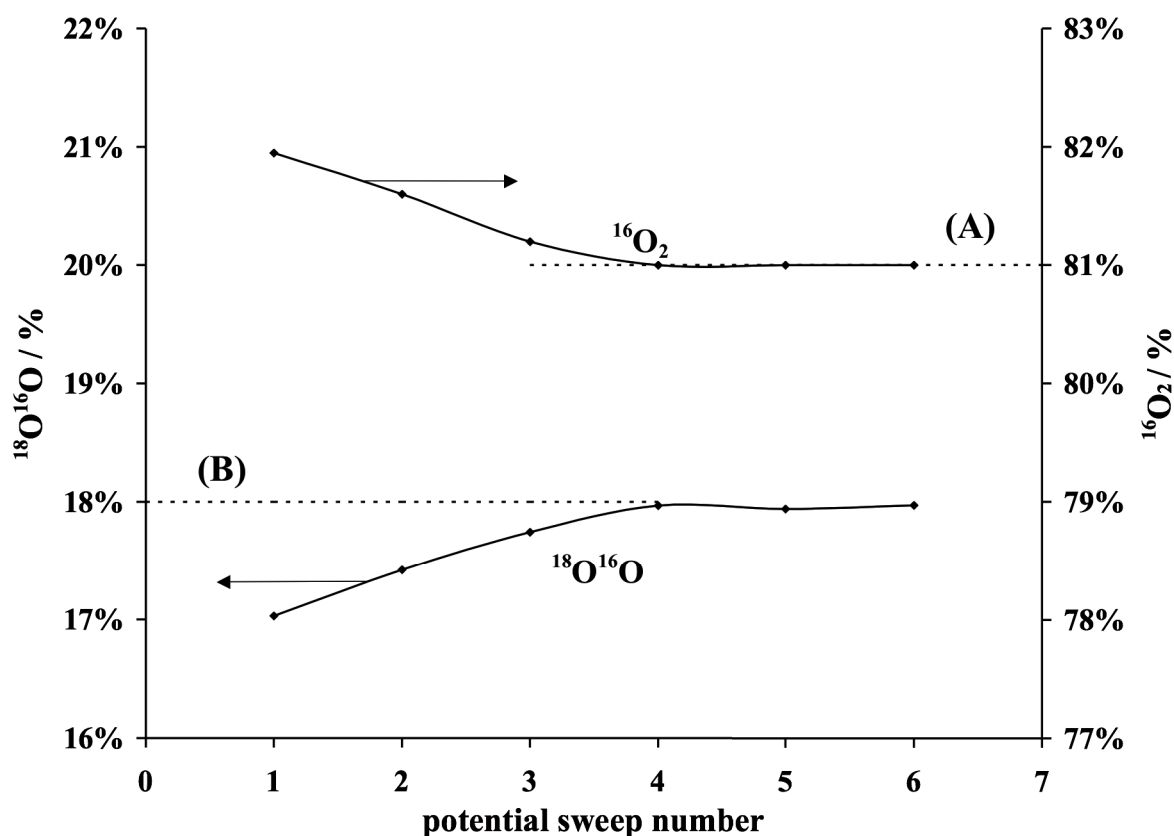 22%
21%
20%
19%
18%
17%
16%
¹⁸O¹⁶O / %
83%
82%
81%
80%
79%
78%
77%
¹⁶O₂ / %
¹⁶O₂
(A)
(B)
¹⁸O¹⁶O
0 1 2 3 4 5 6 7
potential sweep number